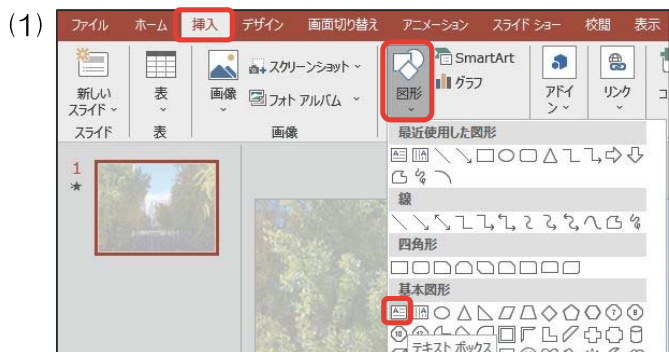 (1)
ファイル ホーム 挿入 デザイン 画面切り替え アニメーション スライド ショー 校閲 表示
新しい
スライド
表
画像
スクリーンショット
フォト アルバム
図形
SmartArt
グラフ
アドイ
ン
リンク
スライド 表 画像
最近使用した図形
線
四角形
基本図形
テキスト ボックス
1